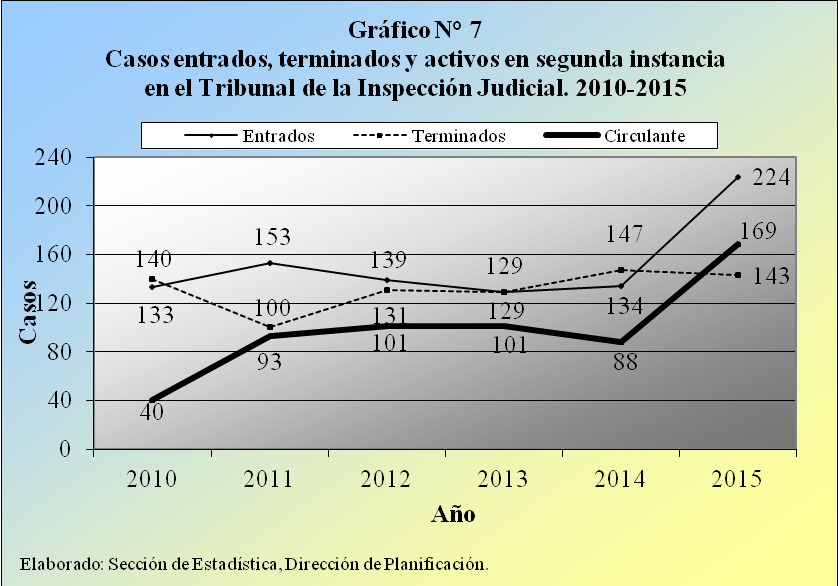 Gráfico N° 7
Casos entrados, terminados y activos en segunda instancia
en el Tribunal de la Inspección Judicial. 2010-2015
Entrados Terminados Circulante
240
200
160
120
80
40
0
Casos
140 153 139 129 147 224
133 100 131 129 134 143
40 93 101 101 88 169
2010 2011 2012 2013 2014 2015
Año
Elaborado: Sección de Estadística, Dirección de Planificación.